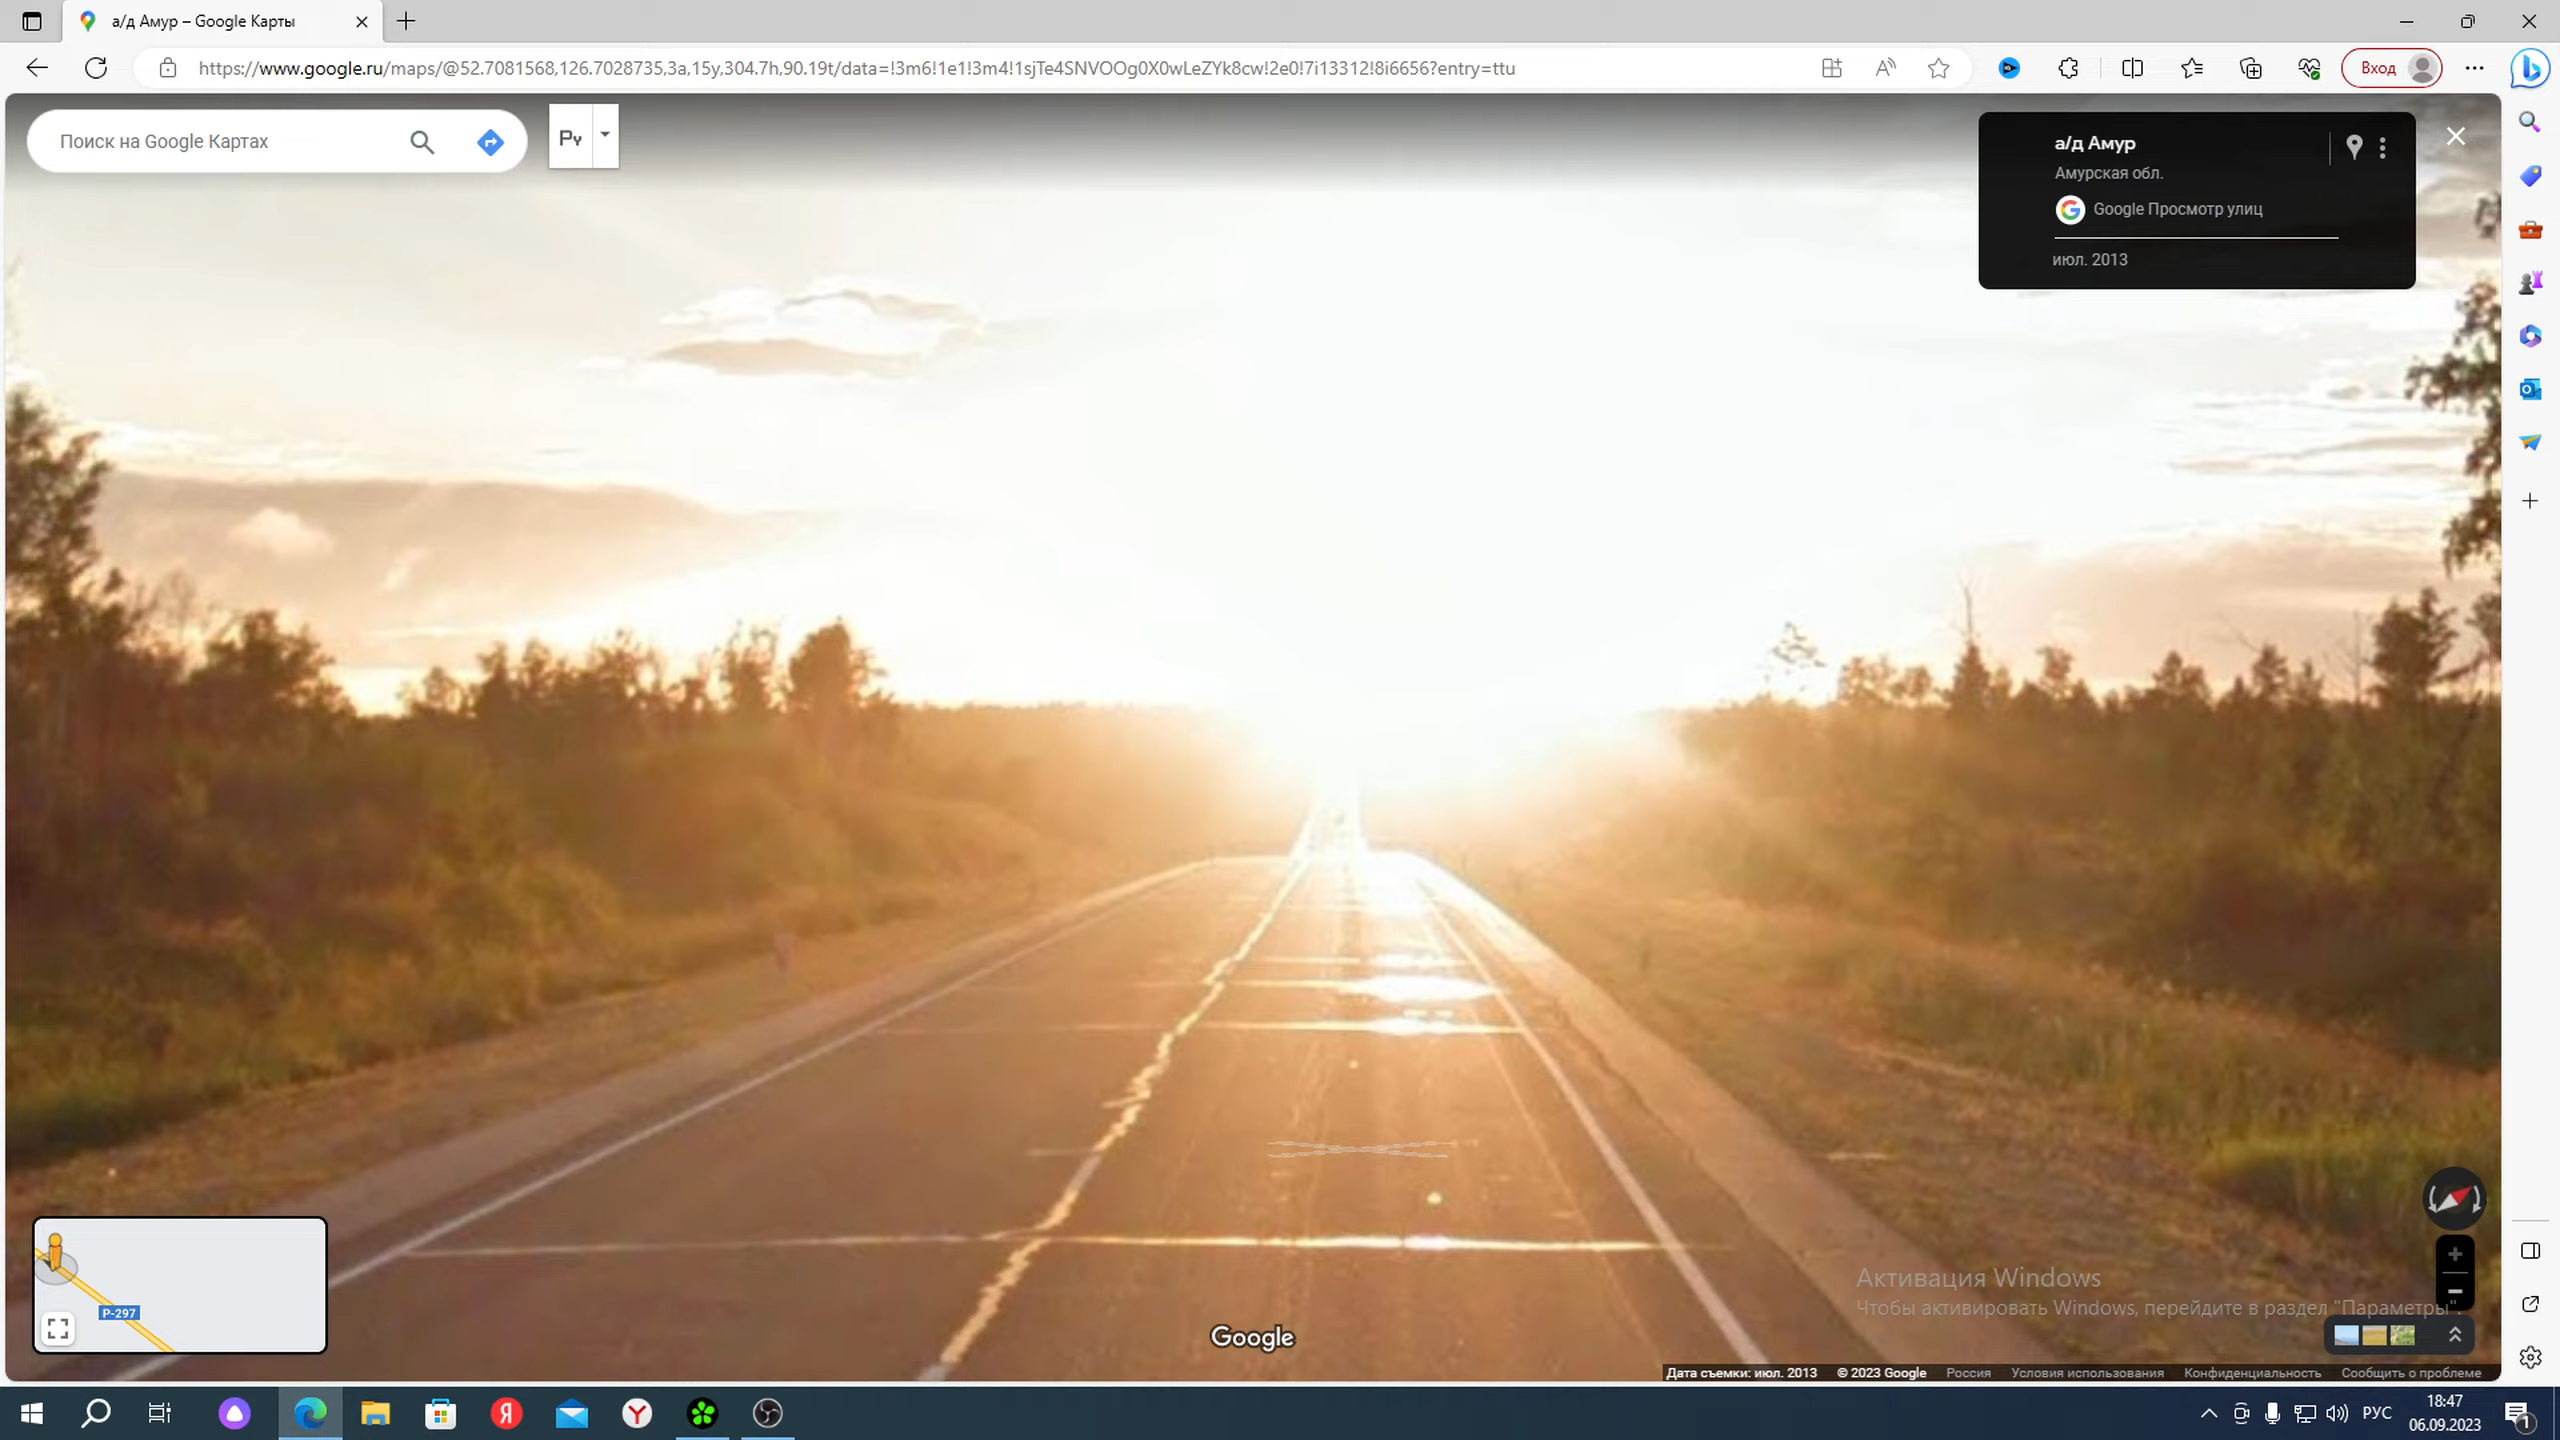 а/д Амур – Google Карты
https://www.google.ru/maps/@52.7081568,126.7028735,3a,15y,304.7h,90.19t/data=!3m6!1e1!3m4!1sjTe4SNVOOg0X0wLeZYk8cw!2e0!7i13312!8i6656?entry=ttu
Вход
Поиск на Google Картах
Ру
а/д Амур
Амурская обл.
Google Просмотр улиц
июл. 2013
P-297
Активация Windows
Чтобы активировать Windows, перейдите в раздел "Параметры".
Google
Дата съемки: июл. 2013 © 2023 Google Россия Условия использования Конфиденциальность Сообщить о проблеме
РУС
18:47
06.09.2023
1